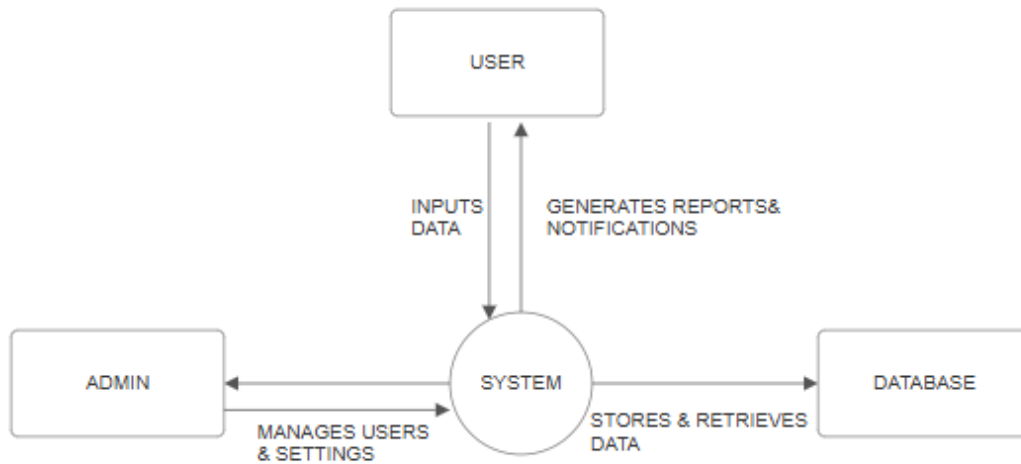 USER
INPUTS
DATA
GENERATES REPORTS&
NOTIFICATIONS
ADMIN
SYSTEM
DATABASE
MANAGES USERS
& SETTINGS
STORES & RETRIEVES
DATA